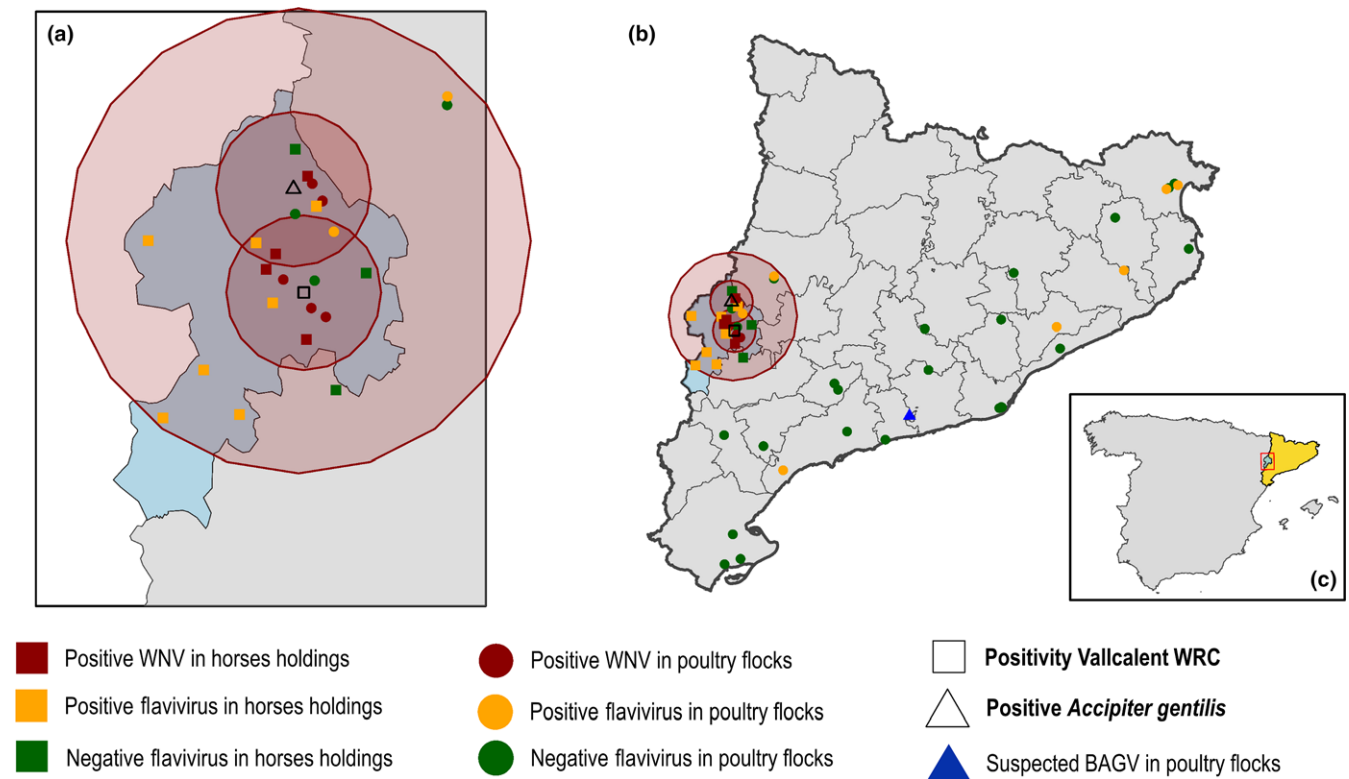 (a)
(b)
(c)
Positive WNV in horses holdings
Positive WNV in poultry flocks
Positivity Vallcalent WRC
Positive flavivirus in horses holdings
Positive flavivirus in poultry flocks
Positive Accipiter gentilis
Negative flavivirus in horses holdings
Negative flavivirus in poultry flocks
Suspected BAGV in poultry flocks